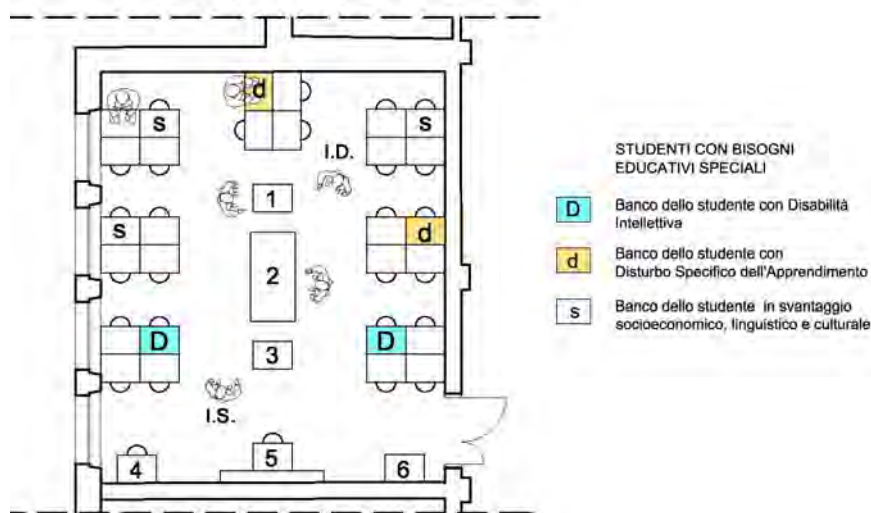 d
s
s
I.D.
1
s
d
2
D
3
D
I.S.
4
5
6
STUDENTI CON BISOGNI
EDUCATIVI SPECIALI
D
Banco dello studente con Disabilità
Intellettiva
d
Banco dello studente con
Disturbo Specifico dell'Apprendimento
s
Banco dello studente in svantaggio
socioeconomico, linguistico e culturale